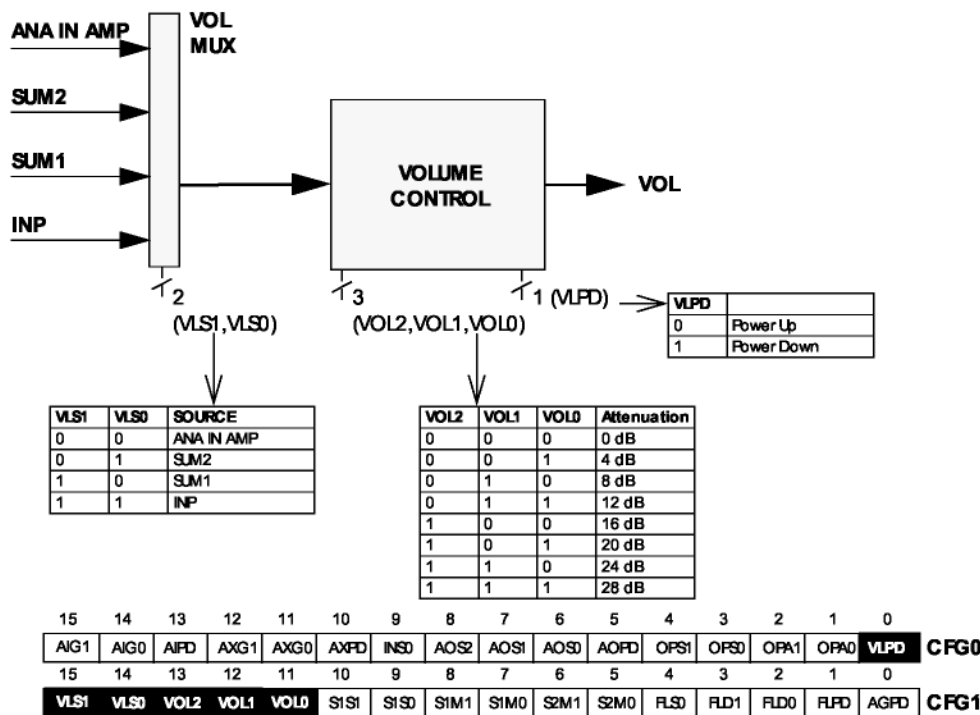 ANA IN AMP
VOL
MUX
SUM2
SUM1
INP
VOLUME
CONTROL
VOL
2
(VLS1,VLS0)
3
(VOL2,VOL1,VOL0)
1 (VLPD)
VLPD
0 Power Up
1 Power Down
VLS1 VLS0 SOURCE
0 0 ANA IN AMP
0 1 SUM2
1 0 SUM1
1 1 INP
VOL2 VOL1 VOL0 Attenuation
0 0 0 0 dB
0 0 1 4 dB
0 1 0 8 dB
0 1 1 12 dB
1 0 0 16 dB
1 0 1 20 dB
1 1 0 24 dB
1 1 1 28 dB
15 14 13 12 11 10 9 8 7 6 5 4 3 2 1 0
AIG1 AIG0 AIPD AXG1 AXG0 AXPD INS0 AOS2 AOS1 AOS0 AOPD OPS1 OPS0 OPA1 OPA0 VLPD CFG0
15 14 13 12 11 10 9 8 7 6 5 4 3 2 1 0
VLS1 VLS0 VOL2 VOL1 VOL0 S1S1 S1S0 S1M1 S1M0 S2M1 S2M0 FLS0 FLD1 FLD0 FLPD AGPD CFG1